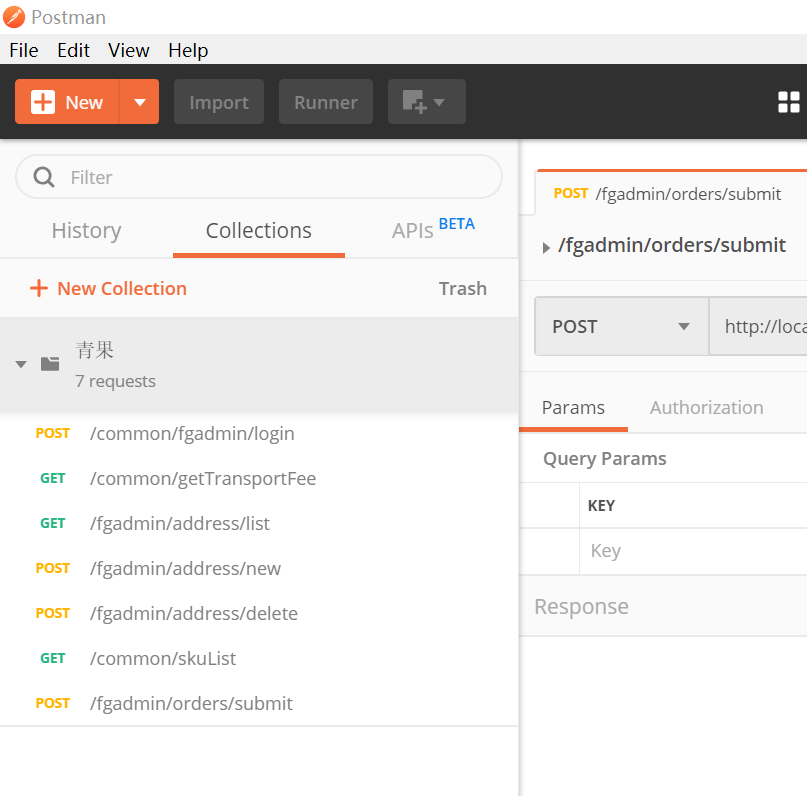 Postman
File Edit View Help
New Import Runner
Filter
History Collections APIs BETA
New Collection Trash
青果
7 requests
POST /common/fgadmin/login
GET /common/getTransportFee
GET /fgadmin/address/list
POST /fgadmin/address/new
POST /fgadmin/address/delete
GET /common/skuList
POST /fgadmin/orders/submit
POST /fgadmin/orders/submit
/fgadmin/orders/submit
POST http://loca
Params Authorization
Query Params
KEY
Key
Response